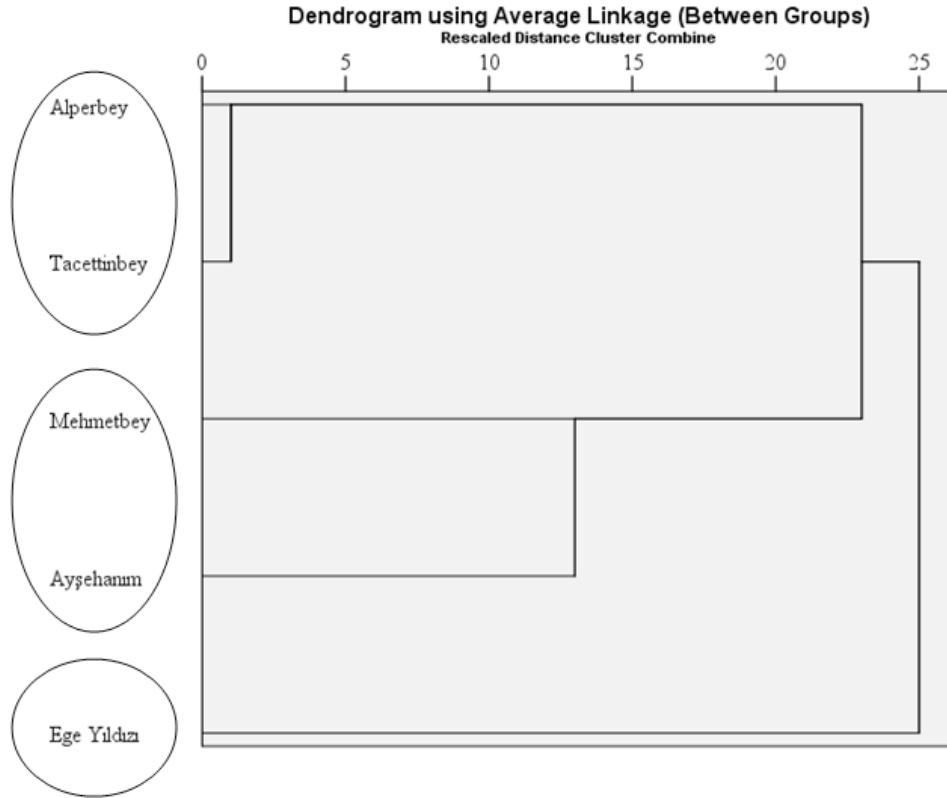 Dendrogram using Average Linkage (Between Groups)
Rescaled Distance Cluster Combine
0 5 10 15 20 25
Alperbey
Tacettinbey
Mehmetbey
Ayşehanım
Ege Yıldızı